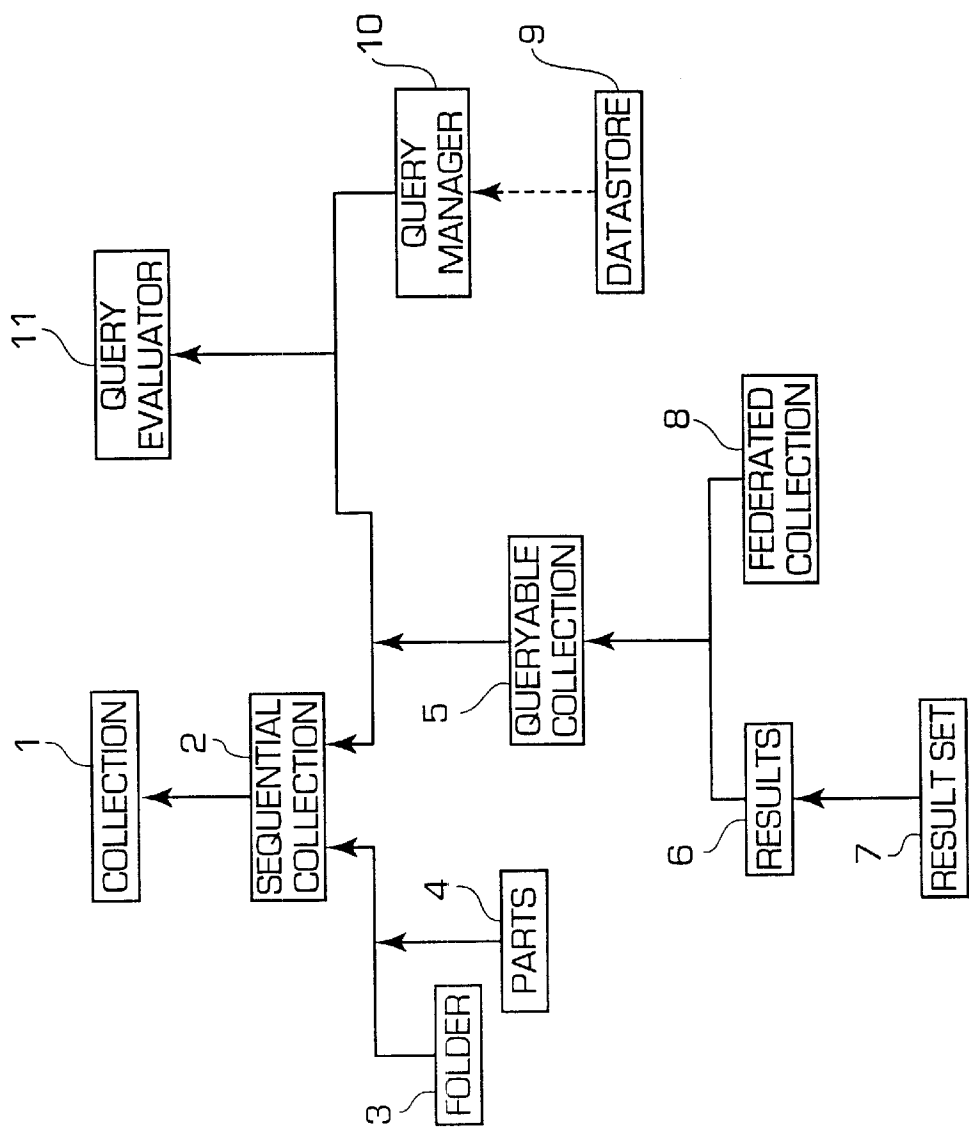 1
COLLECTION
2
SEQUENTIAL
COLLECTION
3
FOLDER
4
PARTS
5
QUERYABLE
COLLECTION
6
RESULTS
7
RESULT SET
8
FEDERATED
COLLECTION
9
DATASTORE
10
QUERY
MANAGER
11
QUERY
EVALUATOR